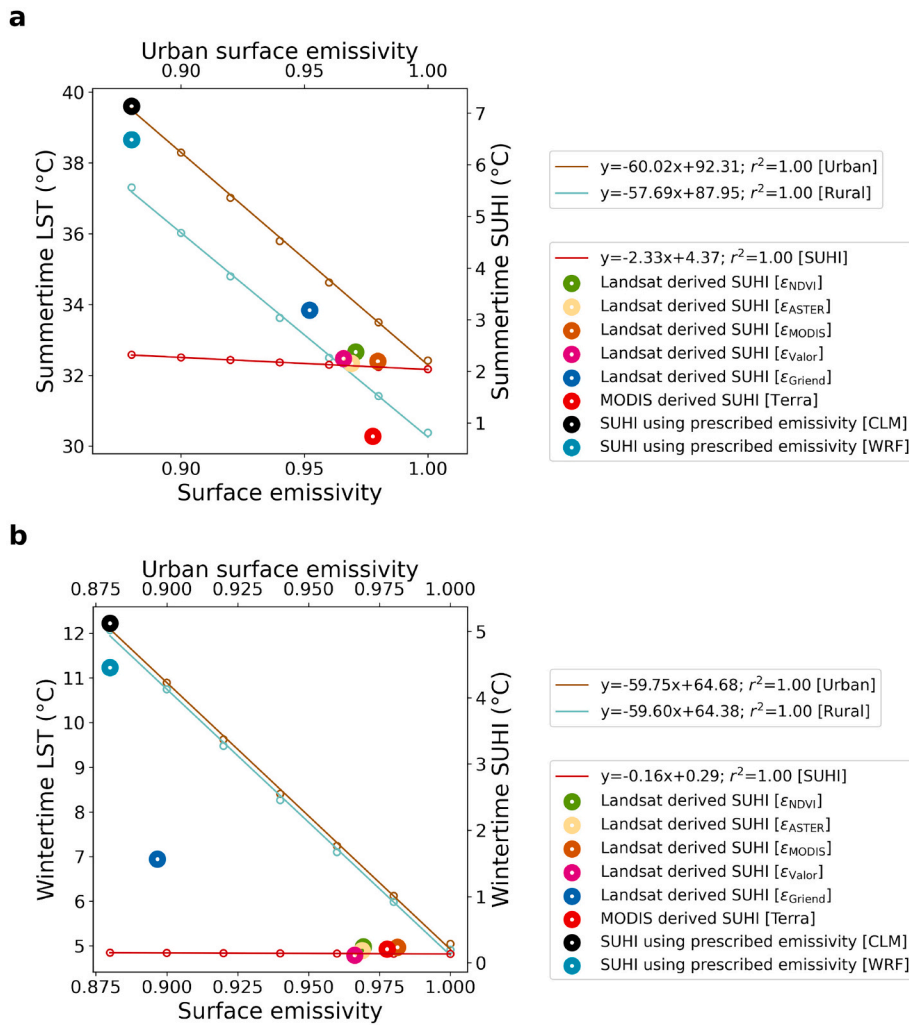 a
Urban surface emissivity
0.90 0.95 1.00
40
38
36
34
32
30
Summertime LST (°C)
7
6
5
4
3
2
1
Summertime SUHI (°C)
0.90 0.95 1.00
Surface emissivity
y=-60.02x+92.31; r²=1.00 [Urban]
y=-57.69x+87.95; r²=1.00 [Rural]
y=-2.33x+4.37; r²=1.00 [SUHI]
Landsat derived SUHI [εNDVI]
Landsat derived SUHI [εASTER]
Landsat derived SUHI [εMODIS]
Landsat derived SUHI [εValor]
Landsat derived SUHI [εGriend]
MODIS derived SUHI [Terra]
SUHI using prescribed emissivity [CLM]
SUHI using prescribed emissivity [WRF]
b
Urban surface emissivity
0.875 0.900 0.925 0.950 0.975 1.000
12
11
10
9
8
7
6
5
Wintertime LST (°C)
5
4
3
2
1
0
Wintertime SUHI (°C)
0.875 0.900 0.925 0.950 0.975 1.000
Surface emissivity
y=-59.75x+64.68; r²=1.00 [Urban]
y=-59.60x+64.38; r²=1.00 [Rural]
y=-0.16x+0.29; r²=1.00 [SUHI]
Landsat derived SUHI [εNDVI]
Landsat derived SUHI [εASTER]
Landsat derived SUHI [εMODIS]
Landsat derived SUHI [εValor]
Landsat derived SUHI [εGriend]
MODIS derived SUHI [Terra]
SUHI using prescribed emissivity [CLM]
SUHI using prescribed emissivity [WRF]